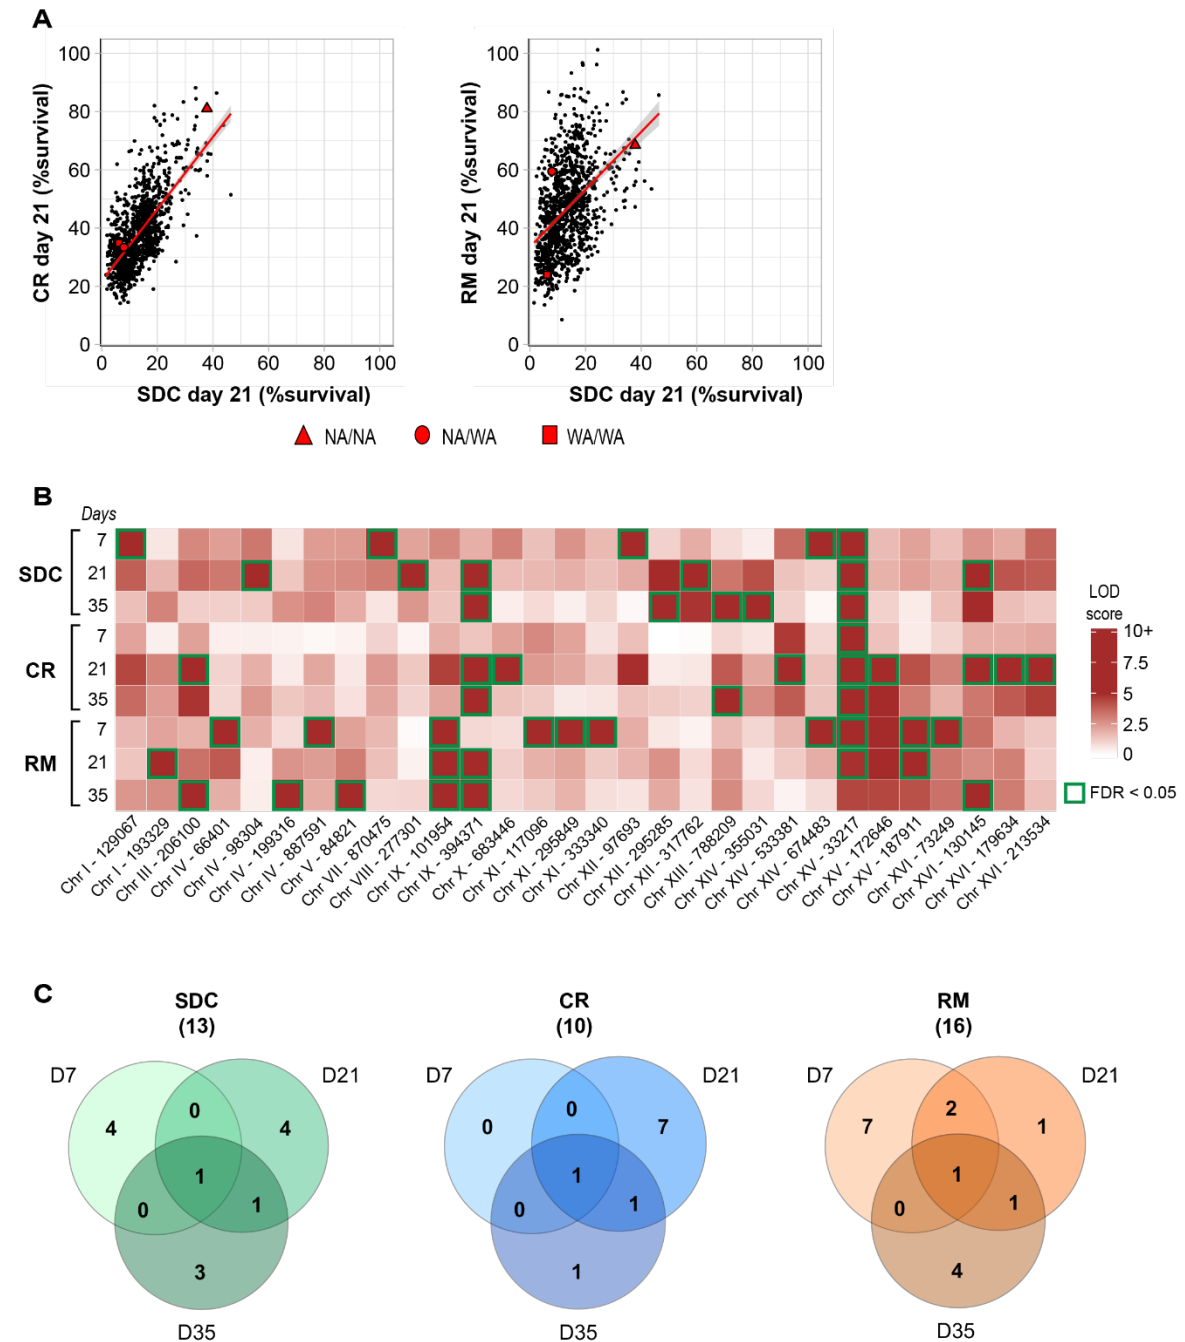 A
100
80
60
40
20
0
0 20 40 60 80 100
CR day 21 (%survival)
SDC day 21 (%survival)
100
80
60
40
20
0
0 20 40 60 80 100
RM day 21 (%survival)
SDC day 21 (%survival)
NA/NA NA/WA WA/WA
B
Days
SDC
7
21
35
CR
7
21
35
RM
7
21
35
LOD
score
10+
7.5
5
2.5
0
FDR < 0.05
Chr I - 129067
Chr I - 193329
Chr III - 206100
Chr IV - 66401
Chr IV - 98304
Chr IV - 199316
Chr IV - 887591
Chr V - 84821
Chr VII - 870475
Chr VIII - 277301
Chr IX - 101954
Chr IX - 394371
Chr X - 683446
Chr XI - 117096
Chr XI - 295849
Chr XI - 333340
Chr XII - 97693
Chr XII - 295285
Chr XII - 317762
Chr XIII - 788209
Chr XIV - 355031
Chr XIV - 533381
Chr XIV - 674483
Chr XV - 33217
Chr XV - 172646
Chr XV - 187911
Chr XVI - 73249
Chr XVI - 130145
Chr XVI - 179634
Chr XVI - 213534
C
SDC
(13)
D7
D21
4
0
4
1
0
1
3
D35
CR
(10)
D7
D21
0
0
7
1
0
1
1
D35
RM
(16)
D7
D21
7
2
1
1
0
1
4
D35